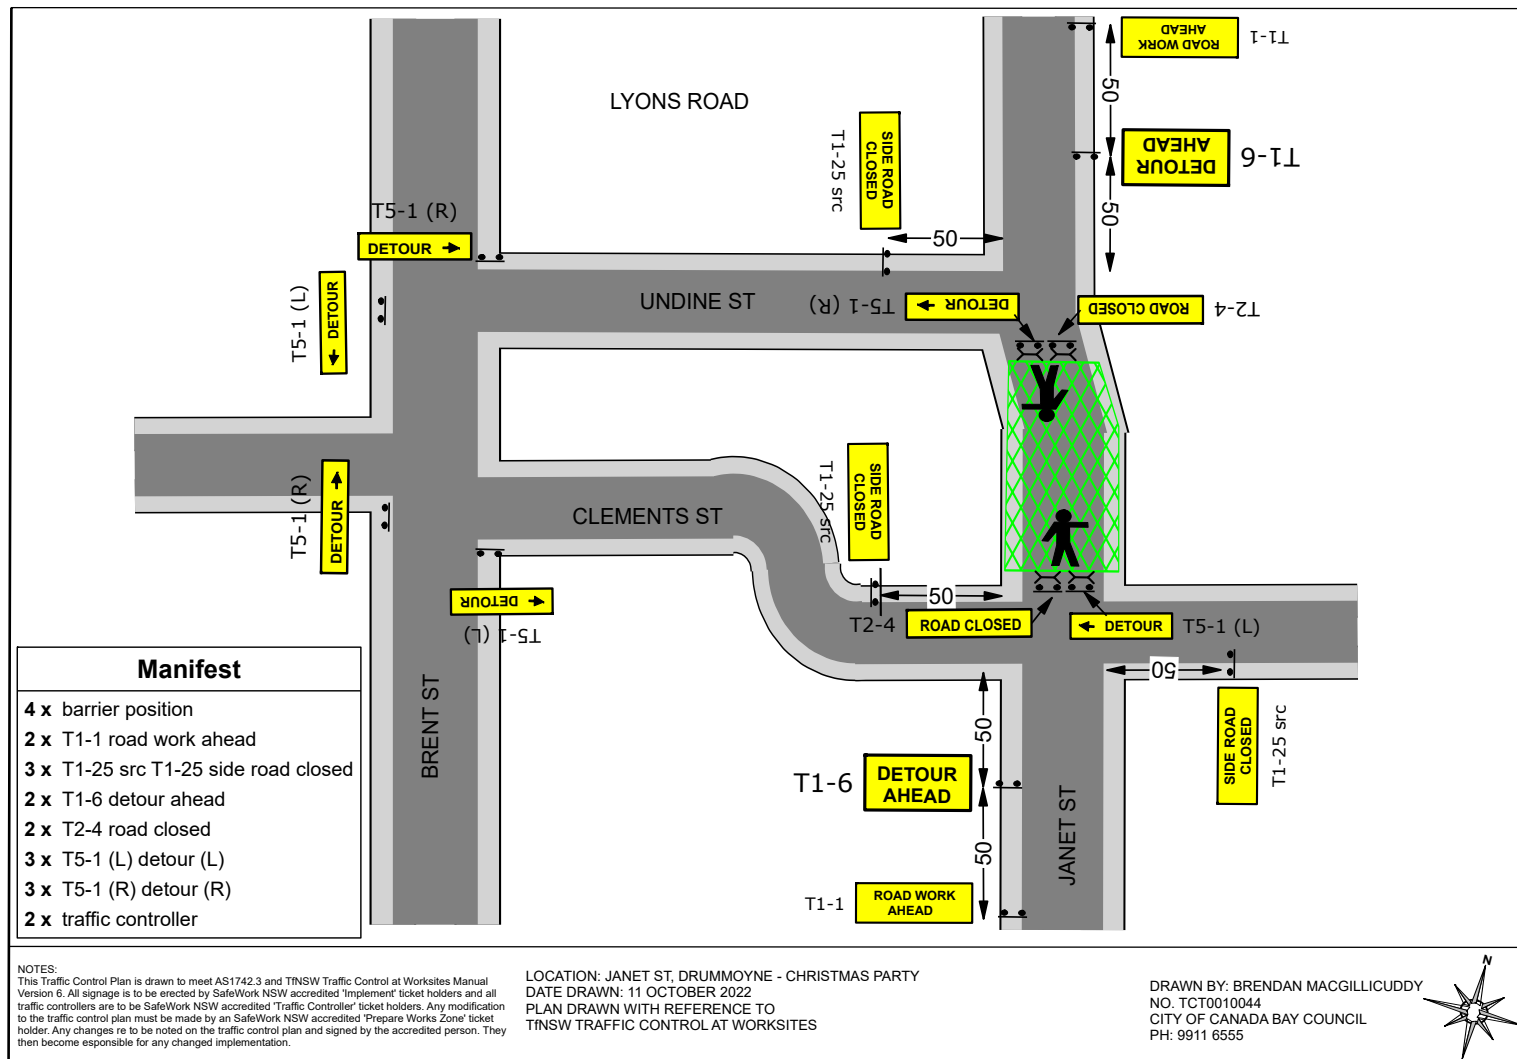 LYONS ROAD
ROAD WORK
AHEAD
T1-1
50
DETOUR
AHEAD
T1-6
50
SIDE ROAD
CLOSED
T1-25 src
50
T5-1 (R)
DETOUR
T5-1 (L)
DETOUR
UNDINE ST
T5-1 (R)
DETOUR
ROAD CLOSED
T2-4
T5-1 (R)
DETOUR
CLEMENTS ST
T1-25 src
SIDE ROAD
CLOSED
50
T2-4
ROAD CLOSED
DETOUR
T5-1 (L)
DETOUR
T5-1 (L)
50
SIDE ROAD
CLOSED
T1-25 src
BRENT ST
50
T1-6
DETOUR
AHEAD
50
JANET ST
T1-1
ROAD WORK
AHEAD
Manifest
4 x barrier position
2 x T1-1 road work ahead
3 x T1-25 src T1-25 side road closed
2 x T1-6 detour ahead
2 x T2-4 road closed
3 x T5-1 (L) detour (L)
3 x T5-1 (R) detour (R)
2 x traffic controller
NOTES:
This Traffic Control Plan is drawn to meet AS1742.3 and TfNSW Traffic Control at Worksites Manual
Version 6. All signage is to be erected by SafeWork NSW accredited 'Implement' ticket holders and all
traffic controllers are to be SafeWork NSW accredited 'Traffic Controller' ticket holders. Any modification
to the traffic control plan must be made by an SafeWork NSW accredited 'Prepare Works Zone' ticket
holder. Any changes re to be noted on the traffic control plan and signed by the accredited person. They
then become esponsible for any changed implementation.
LOCATION: JANET ST, DRUMMOYNE - CHRISTMAS PARTY
DATE DRAWN: 11 OCTOBER 2022
PLAN DRAWN WITH REFERENCE TO
TfNSW TRAFFIC CONTROL AT WORKSITES
DRAWN BY: BRENDAN MACGILLICUDDY
NO. TCT0010044
CITY OF CANADA BAY COUNCIL
PH: 9911 6555
N